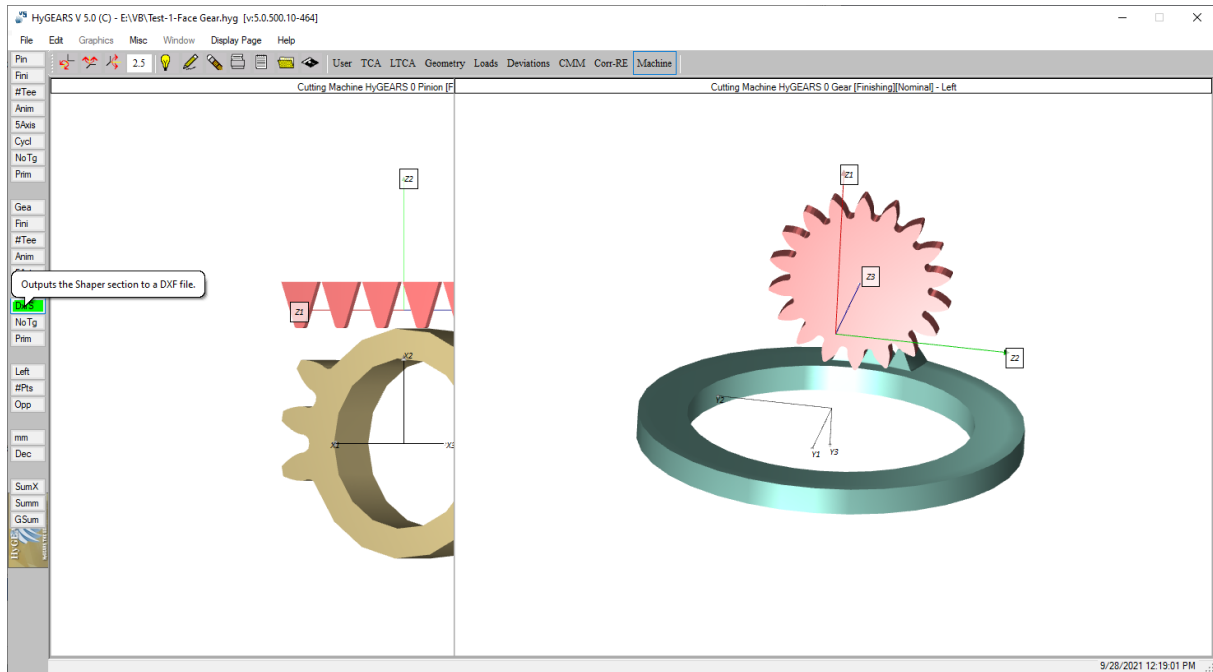 HyGEARS V 5.0 (C) - E:\VB\Test-1-Face Gear.hyg [v:5.0.500.10-464]
File Edit Graphics Misc Window Display Page Help
2.5 User TCA LTCA Geometry Loads Deviations CMM Corr-RE Machine
Pin
Fini
#Tee
Anim
5Axis
Cycl
NoTg
Prim
Gea
Fini
#Tee
Anim
Outputs the Shaper section to a DXF file.
NoTg
Prim
Left
#Pts
Opp
mm
Dec
SumX
Summ
GSum
HyGE
Cutting Machine HyGEARS 0 Pinion [F
Z2
Z1
X2
X1
X3
Cutting Machine HyGEARS 0 Gear [Finishing][Nominal] - Left
Z1
Z3
Z2
Y2
Y1
Y3
9/28/2021 12:19:01 PM